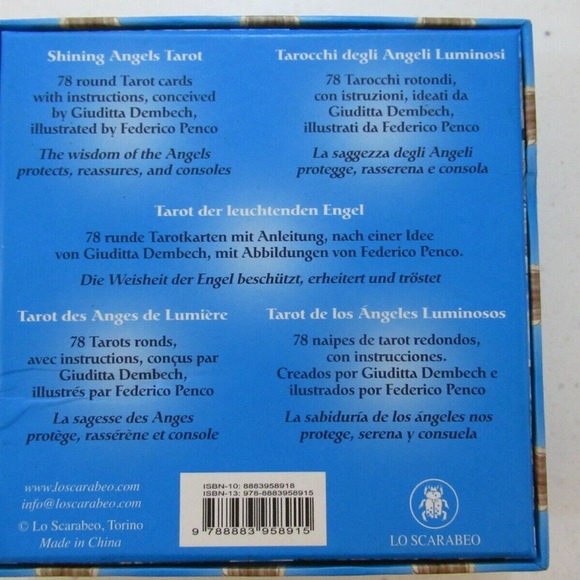 Shining Angels Tarot
78 round Tarot cards
with instructions, conceived
by Giuditta Dembech,
illustrated by Federico Penco
The wisdom of the Angels
protects, reassures, and consoles
Tarocchi degli Angeli Luminosi
78 Tarocchi rotondi,
con istruzioni, ideati da
Giuditta Dembech,
illustrati da Federico Penco
La saggezza degli Angeli
protegge, rasserena e consola
Tarot der leuchtenden Engel
78 runde Tarotkarten mit Anleitung, nach einer Idee
von Giuditta Dembech, mit Abbildungen von Federico Penco.
Die Weisheit der Engel beschützt, erheitert und tröstet
Tarot des Anges de Lumière
78 Tarots ronds,
avec instructions, conçus par
Giuditta Dembech,
illustrés par Federico Penco
La sagesse des Anges
protège, rassérène et console
Tarot de los Ángeles Luminosos
78 naipes de tarot redondos,
con instrucciones.
Creados por Giuditta Dembech e
ilustrados por Federico Penco
La sabiduría de los ángeles nos
protege, serena y consuela
www.loscarabeo.com
info@loscarabeo.com
© Lo Scarabeo, Torino
Made in China
ISBN-10: 8883958918
ISBN-13: 978-8883958915
9 788883 958915
LO SCARABEO